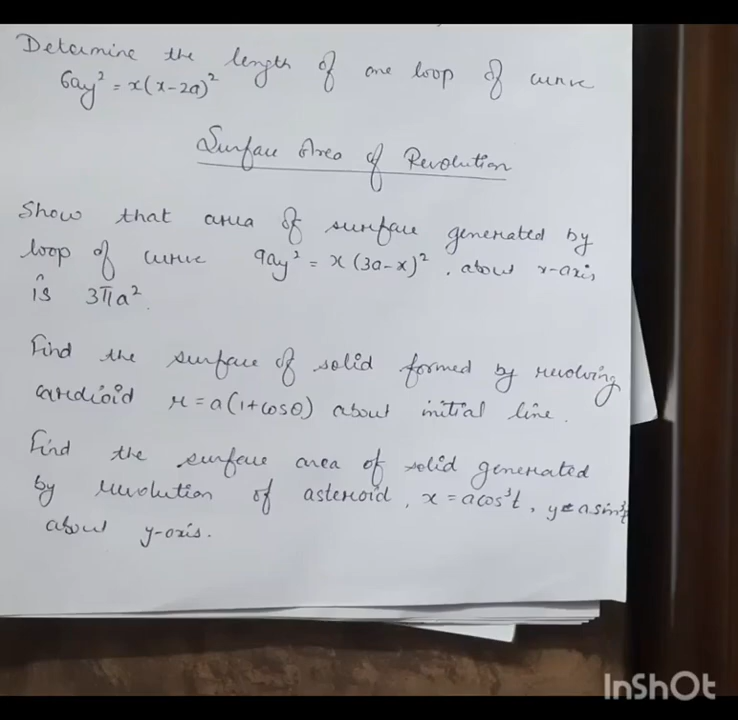 Determine the length of one loop of curve
6ay² = x(x-2a)²
Surface Area of Revolution
Show that area of surface generated by
loop of curve 9ay² = x(3a-x)², about x-axis
is 3πa².
Find the surface of solid formed by revolving
cardioid r = a(1+cosθ) about initial line.
Find the surface area of solid generated
by revolution of asteroid, x = acos³t, y = asin³t
about y-axis.
InShOt